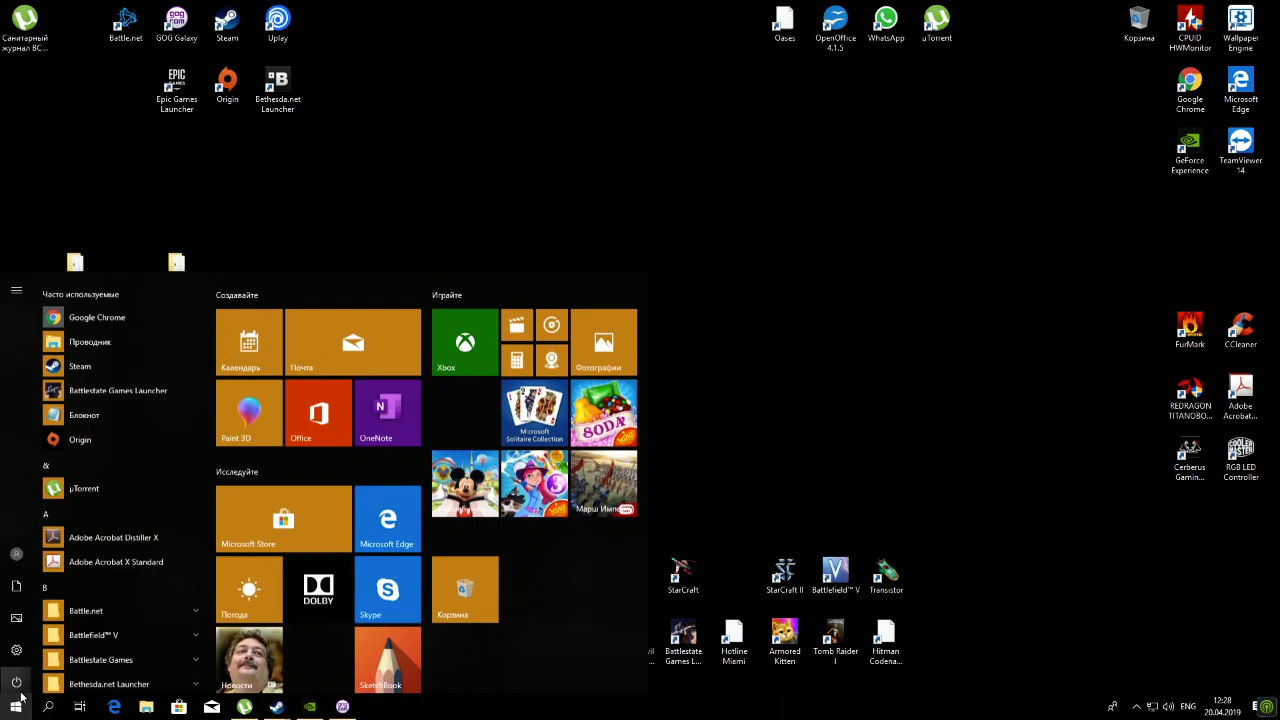 Санитарный
журнал ВС...
Battle.net
GOG Galaxy
Steam
Uplay
Oases
OpenOffice
4.1.5
WhatsApp
µTorrent
Корзина
CPUID
HWMonitor
Wallpaper
Engine
Epic Games
Launcher
Origin
Bethesda.net
Launcher
Google
Chrome
Microsoft
Edge
GeForce
Experience
TeamViewer
14
Часто используемые
Google Chrome
Проводник
Steam
Battlestate Games Launcher
Блокнот
Origin
&
µTorrent
A
Adobe Acrobat Distiller X
Adobe Acrobat X Standard
B
Battle.net
Battlefield™ V
Battlestate Games
Bethesda.net Launcher
Создавайте
Календарь
Почта
Paint 3D
Office
OneNote
Исследуйте
Microsoft Store
Microsoft Edge
Погода
DOLBY
Skype
Новости
SketchBook
Играйте
Xbox
Фотографии
Microsoft
Solitaire Collection
SODA
Марш Импе
Корзина
FurMark
CCleaner
REDRAGON
TITANOBO...
Adobe
Acrobat...
Cerberus
Gamin...
RGB LED
Controller
StarCraft
StarCraft II
Battlefield™ V
Transistor
Battlestate
Games L...
Hotline
Miami
Armored
Kitten
Tomb Raider
I
Hitman
Codena...
ENG
12:28
20.04.2019